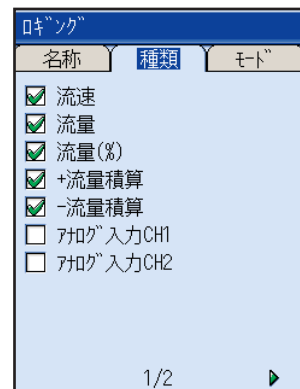 ﾛｷﾞﾝｸﾞ
名称 種類 ﾓｰﾄﾞ
流速
流量
流量(%)
+流量積算
-流量積算
ｱﾅﾛｸﾞ入力CH1
ｱﾅﾛｸﾞ入力CH2
1/2